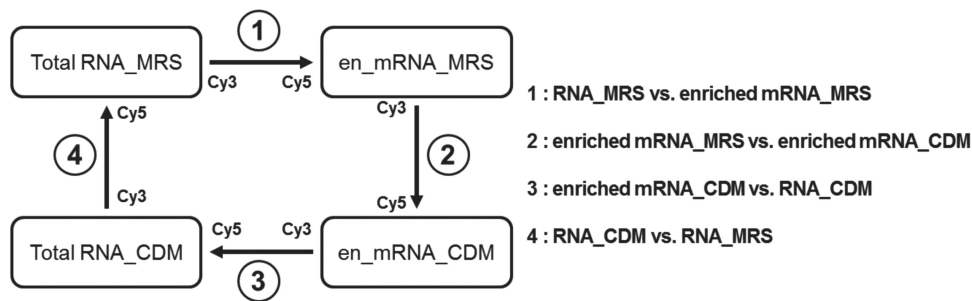 1
Total RNA_MRS
en_mRNA_MRS
Cy3
Cy5
1 : RNA_MRS vs. enriched mRNA_MRS
Cy5
Cy3
4
2
2 : enriched mRNA_MRS vs. enriched mRNA_CDM
Cy3
Cy5
3 : enriched mRNA_CDM vs. RNA_CDM
Cy5
Cy3
Total RNA_CDM
en_mRNA_CDM
4 : RNA_CDM vs. RNA_MRS
3